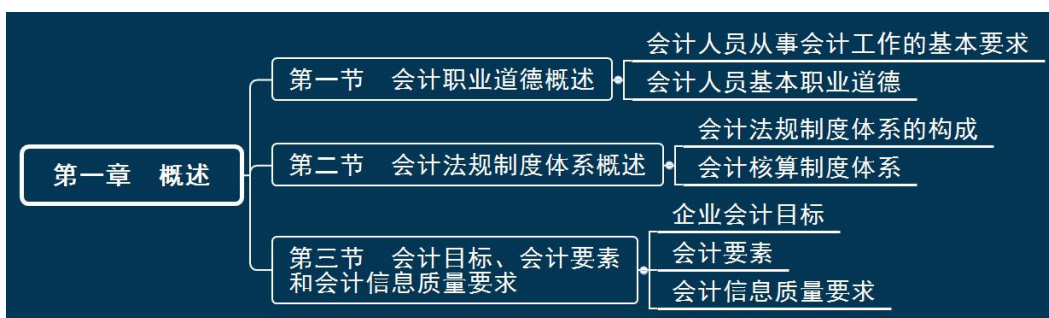 第一章　概述
第一节　会计职业道德概述
会计人员从事会计工作的基本要求
会计人员基本职业道德
第二节　会计法规制度体系概述
会计法规制度体系的构成
会计核算制度体系
第三节　会计目标、会计要素
和会计信息质量要求
企业会计目标
会计要素
会计信息质量要求